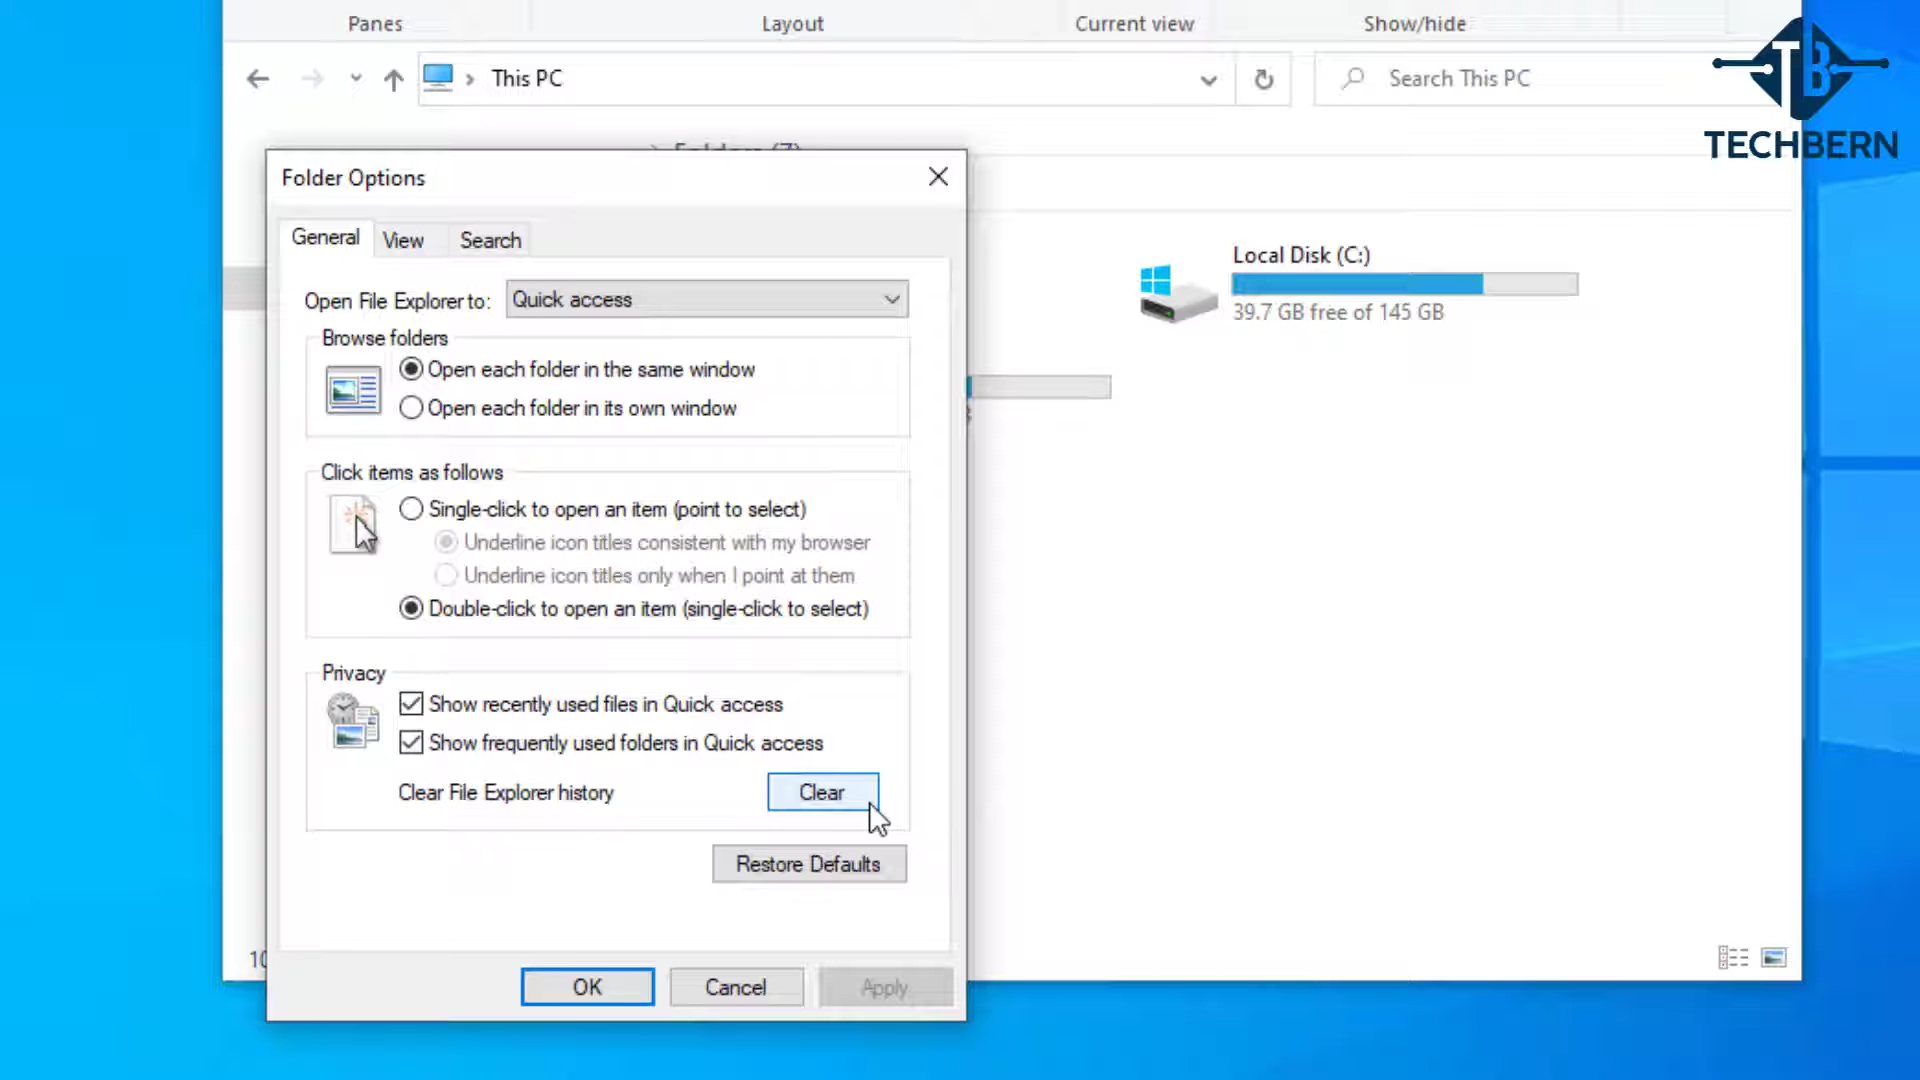 Panes Layout Current view Show/hide
This PC
Search This PC
TB
TECHBERN
Folders (7)
Folder Options
General View Search
Open File Explorer to: Quick access
Browse folders
Open each folder in the same window
Open each folder in its own window
Click items as follows
Single-click to open an item (point to select)
Underline icon titles consistent with my browser
Underline icon titles only when I point at them
Double-click to open an item (single-click to select)
Privacy
Show recently used files in Quick access
Show frequently used folders in Quick access
Clear File Explorer history Clear
Restore Defaults
OK Cancel Apply
Local Disk (C:)
39.7 GB free of 145 GB